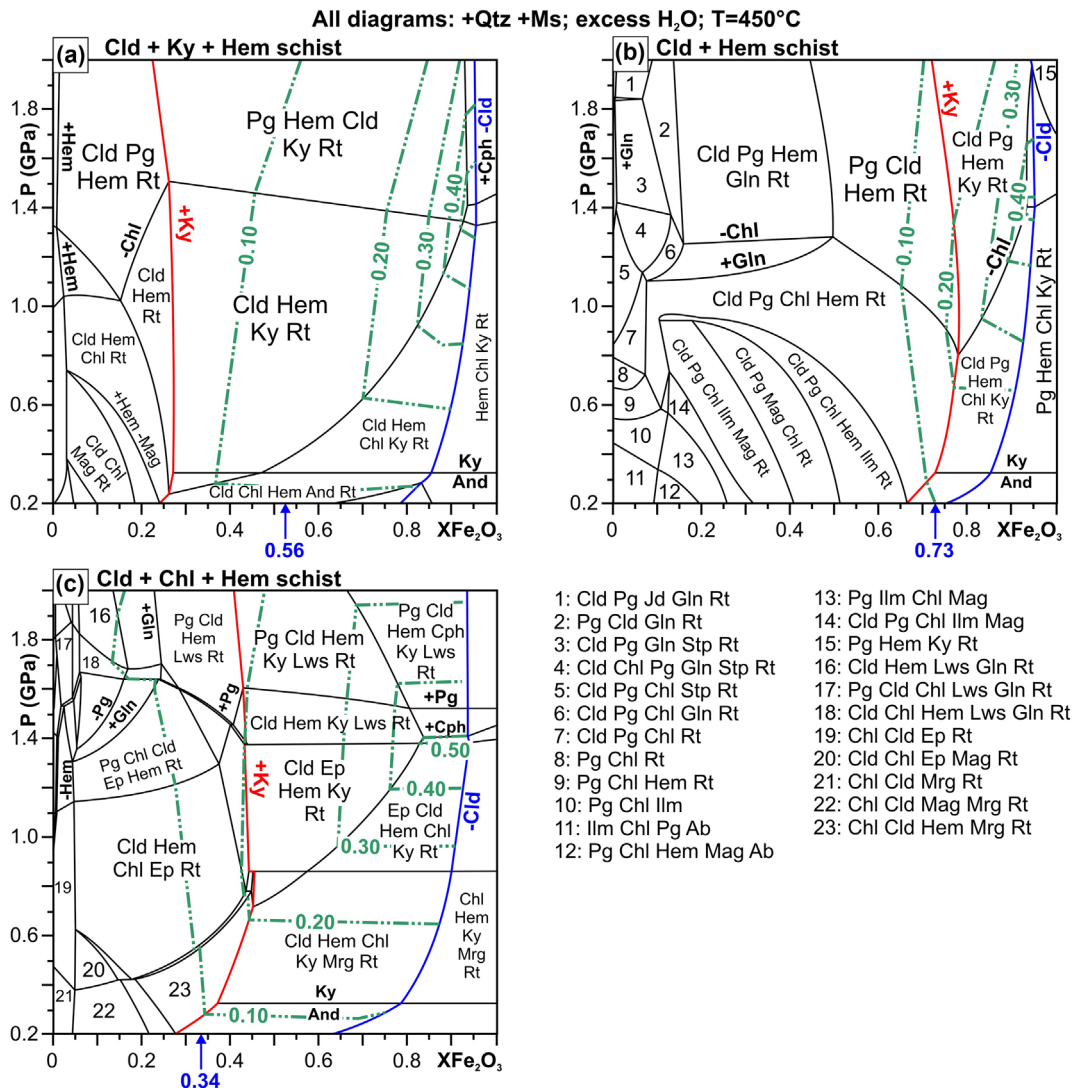 All diagrams: +Qtz +Ms; excess H₂O; T=450°C
(a) Cld + Ky + Hem schist
P (GPa)
1.8
1.4
1.0
0.6
0.2
+Hem
Cld Pg
Hem Rt
Pg Hem Cld
Ky Rt
-Cld
+Cph
0.40
0.30
0.20
0.10
+Ky
-Chl
+Hem
Cld
Hem
Rt
Cld Hem
Ky Rt
Cld Hem
Chl Rt
+Hem -Mag
Cld Chl
Mag Rt
Cld Hem
Chl Ky Rt
Hem Chl Ky Rt
Ky
And
Cld Chl Hem And Rt
0
0.2
0.4
0.6
XFe₂O₃
0.56
(b) Cld + Hem schist
P (GPa)
1.8
1.4
1.0
0.6
0.2
1
2
+Gln
3
4
5
6
7
8
9
10
11
12
13
14
15
Cld Pg Hem
Gln Rt
Pg Cld
Hem Rt
+Ky
Cld Pg
Hem
Ky Rt
0.30
-Cld
0.40
-Chl
+Gln
0.10
0.20
-Chl
Cld Pg Chl Hem Rt
Cld Pg Chl Ilm Mag Rt
Cld Pg Mag Chl Rt
Cld Pg Chl Hem Ilm Rt
Cld Pg
Hem
Chl Ky
Rt
Pg Hem Chl Ky Rt
Ky
And
0
0.2
0.4
0.6
0.8
XFe₂O₃
0.73
(c) Cld + Chl + Hem schist
P (GPa)
1.8
1.4
1.0
0.6
0.2
16
17
18
+Gln
Pg Cld
Hem
Lws Rt
Pg Cld Hem
Ky Lws Rt
Pg Cld
Hem Cph
Ky Lws
Rt
-Pg
+Gln
+Pg
+Pg
Cld Hem Ky Lws Rt
+Cph
0.50
-Hem
Pg Chl Cld
Ep Hem Rt
+Ky
Cld Ep
Hem Ky
Rt
0.40
-Cld
Ep Cld
Hem Chl
Ky Rt
0.30
Cld Hem
Chl Ep Rt
19
0.20
Cld Hem Chl
Ky Mrg Rt
Chl
Hem
Ky
Mrg
Rt
20
21
22
23
Ky
And
0.10
0
0.2
0.4
0.6
0.8
XFe₂O₃
0.34
1: Cld Pg Jd Gln Rt
2: Pg Cld Gln Rt
3: Cld Pg Gln Stp Rt
4: Cld Chl Pg Gln Stp Rt
5: Cld Pg Chl Stp Rt
6: Cld Pg Chl Gln Rt
7: Cld Pg Chl Rt
8: Pg Chl Rt
9: Pg Chl Hem Rt
10: Pg Chl Ilm
11: Ilm Chl Pg Ab
12: Pg Chl Hem Mag Ab
13: Pg Ilm Chl Mag
14: Cld Pg Chl Ilm Mag
15: Pg Hem Ky Rt
16: Cld Hem Lws Gln Rt
17: Pg Cld Chl Lws Gln Rt
18: Cld Chl Hem Lws Gln Rt
19: Chl Cld Ep Rt
20: Cld Chl Ep Mag Rt
21: Chl Cld Mrg Rt
22: Chl Cld Mag Mrg Rt
23: Chl Cld Hem Mrg Rt